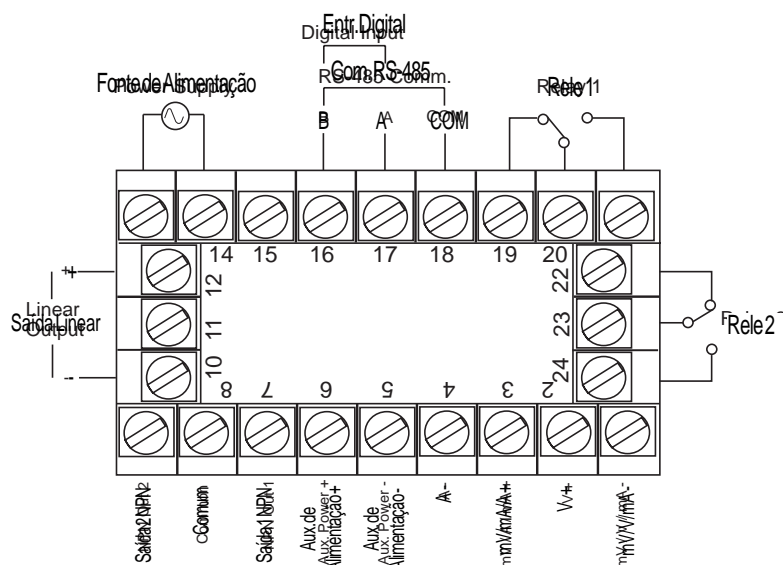 Entr Digital
Digital Input
Com. RS-485
RS-485 Comm.
Fonte de Alimentação
Power Supply
Rele 1
Relay 1
B A COM
14 15 16 17 18 19 20
12 22
+
Linear
Output
Saída Linear
11 23
Rele 2
-
10 24
8 7 6 5 4 3 2
Saída 2 NPN
Comum
Saída 1 NPN
Aux. de
Alimentação +
Aux. Power +
Aux. de
Alimentação -
Aux. Power -
A-
mV/mA/A+
V+
mV/V/mA-